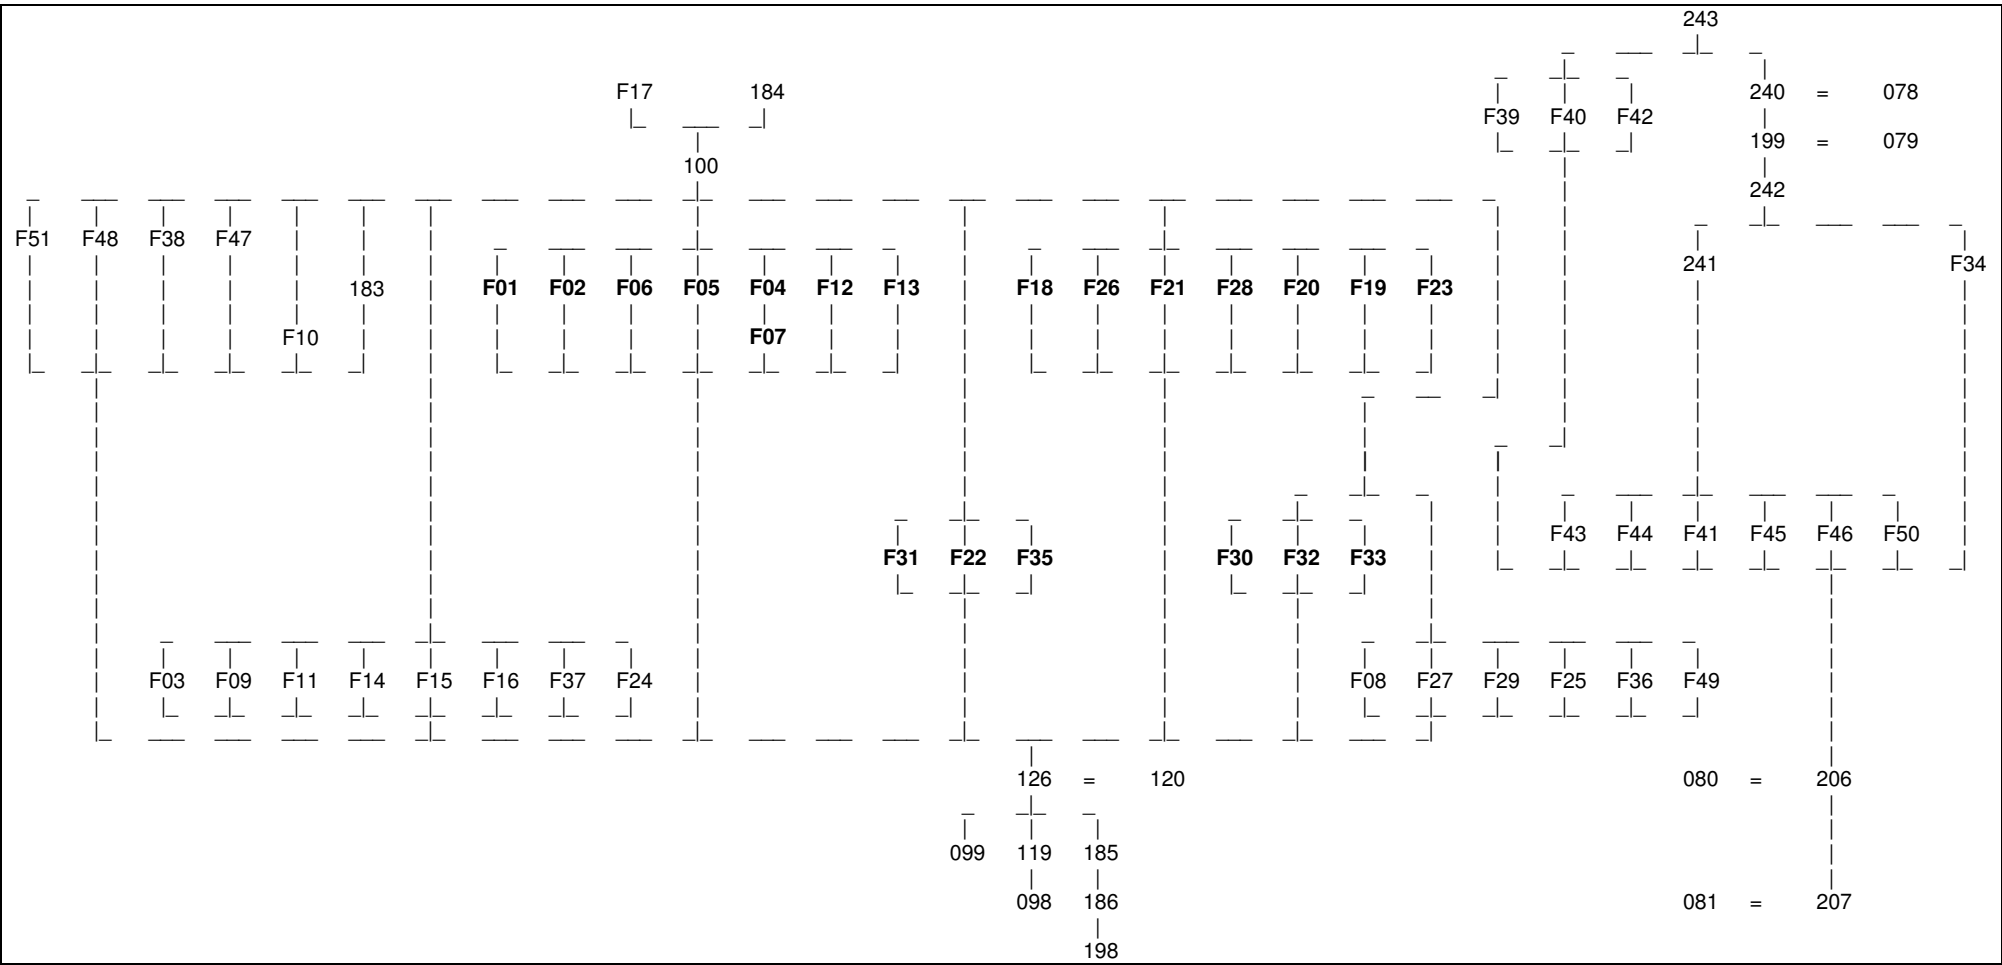 243
F17 184 240 = 078
F39 F40 F42
199 = 079
100
242
F51 F48 F38 F47
241 F34
183 F01 F02 F06 F05 F04 F12 F13 F18 F26 F21 F28 F20 F19 F23
F10 F07
F43 F44 F41 F45 F46 F50
F31 F22 F35 F30 F32 F33
F03 F09 F11 F14 F15 F16 F37 F24 F08 F27 F29 F25 F36 F49
126 = 120 080 = 206
099 119 185
098 186 081 = 207
198